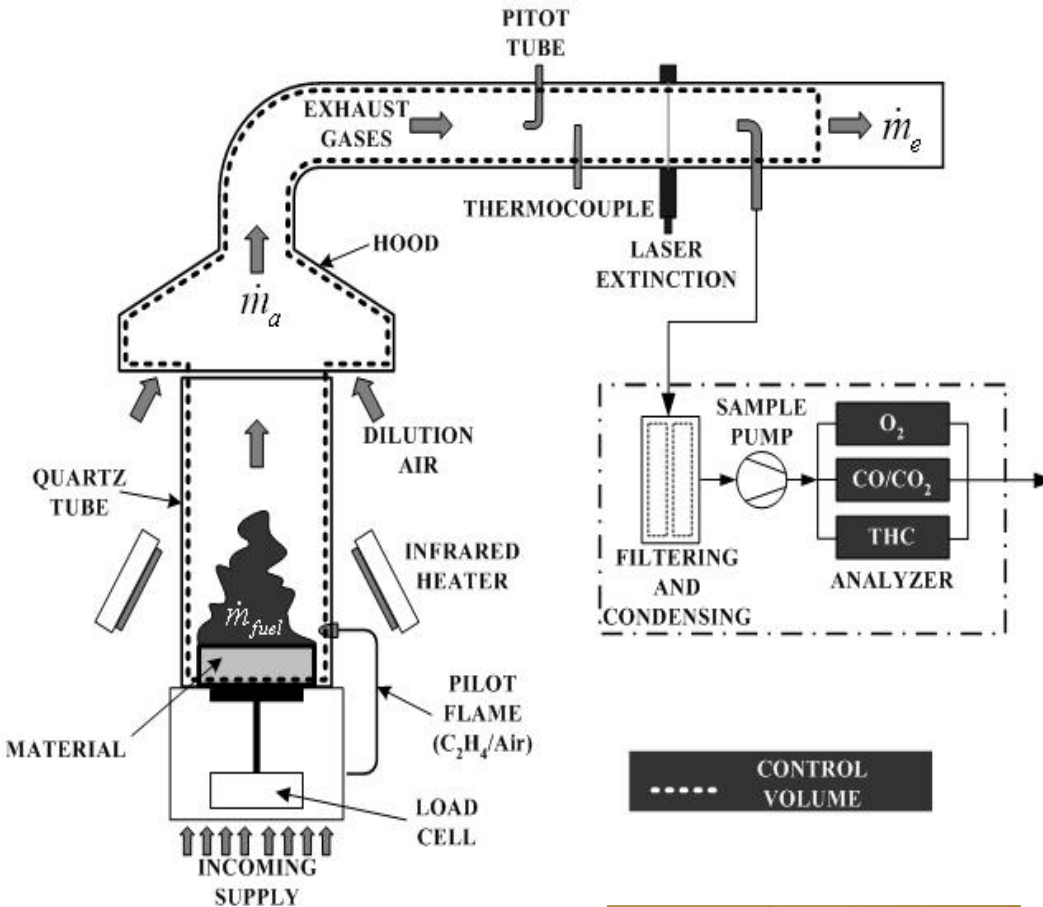 PITOT
TUBE
EXHAUST
GASES
ṁₑ
THERMOCOUPLE
LASER
EXTINCTION
HOOD
ṁₐ
DILUTION
AIR
QUARTZ
TUBE
INFRARED
HEATER
ṁ_fuel
PILOT
FLAME
(C₂H₄/Air)
MATERIAL
LOAD
CELL
INCOMING
SUPPLY
SAMPLE
PUMP
O₂
CO/CO₂
THC
ANALYZER
FILTERING
AND
CONDENSING
CONTROL
VOLUME